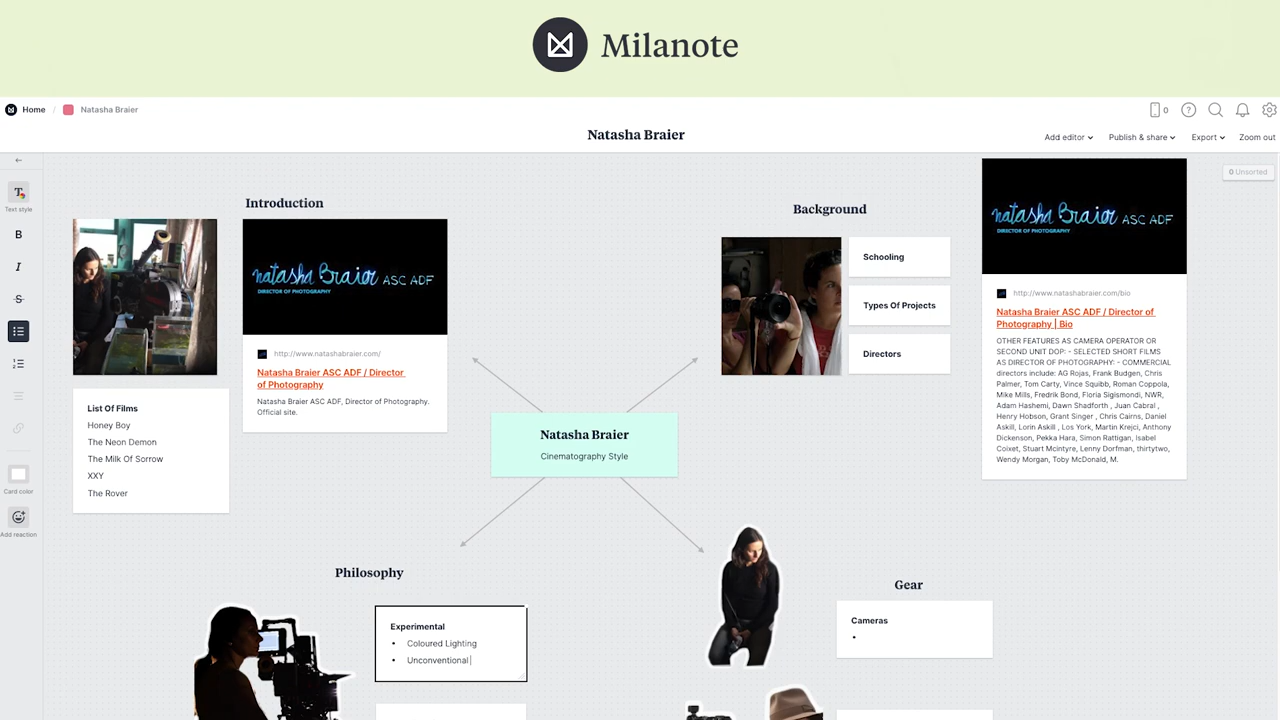 Milanote
Home / Natasha Braier
0
Natasha Braier
Add editor
Publish & share
Export
Zoom out
T
Text style
B
I
S
Card color
Add reaction
0 Unsorted
Introduction
natasha Braier ASC ADF
DIRECTOR OF PHOTOGRAPHY
http://www.natashabraier.com/
Natasha Braier ASC ADF / Director
of Photography
Natasha Braier ASC ADF, Director of Photography.
Official site.
List Of Films
Honey Boy
The Neon Demon
The Milk Of Sorrow
XXY
The Rover
Natasha Braier
Cinematography Style
Background
Schooling
Types Of Projects
Directors
natasha Braier ASC ADF
DIRECTOR OF PHOTOGRAPHY
http://www.natashabraier.com/bio
Natasha Braier ASC ADF / Director of
Photography | Bio
OTHER FEATURES AS CAMERA OPERATOR OR
SECOND UNIT DOP: - SELECTED SHORT FILMS
AS DIRECTOR OF PHOTOGRAPHY: - COMMERCIAL
directors include: AG Rojas, Frank Budgen, Chris
Palmer, Tom Carty, Vince Squibb, Roman Coppola,
Mike Mills, Fredrik Bond, Floria Sigismondi, NWR,
Adam Hashemi, Dawn Shadforth , Juan Cabral ,
Henry Hobson, Grant Singer , Chris Cairns, Daniel
Askill, Lorin Askill , Los York, Martin Krejci, Anthony
Dickenson, Pekka Hara, Simon Rattigan, Isabel
Coixet, Stuart Mcintyre, Lenny Dorfman, thirtytwo,
Wendy Morgan, Toby McDonald, M.
Philosophy
Experimental
• Coloured Lighting
• Unconventional
Gear
Cameras
•